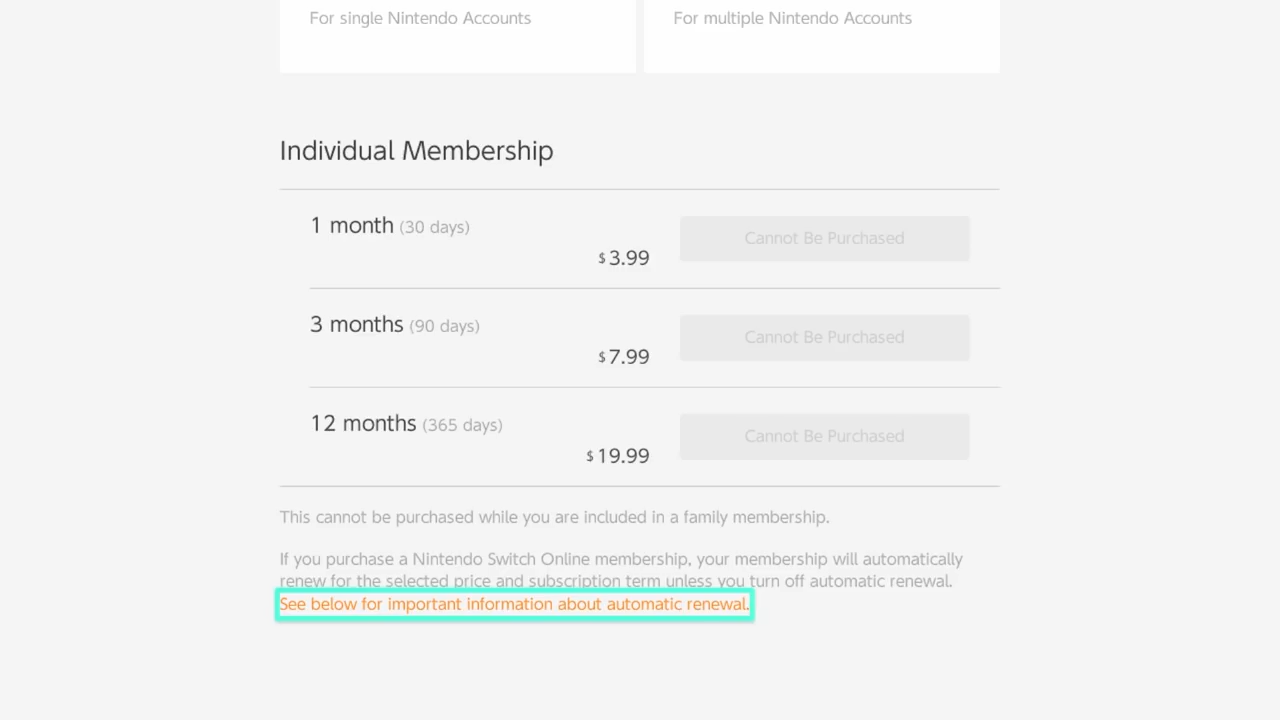 For single Nintendo Accounts
For multiple Nintendo Accounts
Individual Membership
1 month (30 days)
$3.99
Cannot Be Purchased
3 months (90 days)
$7.99
Cannot Be Purchased
12 months (365 days)
$19.99
Cannot Be Purchased
This cannot be purchased while you are included in a family membership.
If you purchase a Nintendo Switch Online membership, your membership will automatically
renew for the selected price and subscription term unless you turn off automatic renewal.
See below for important information about automatic renewal.